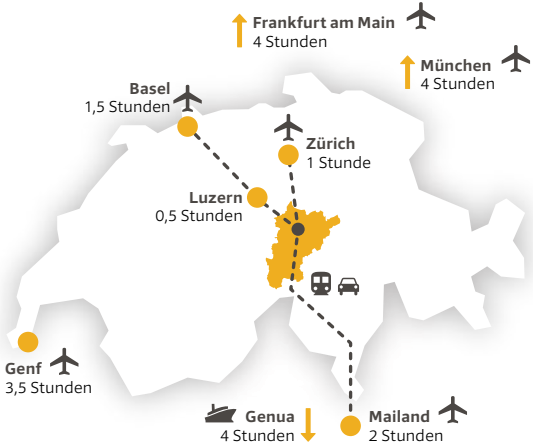 Frankfurt am Main
4 Stunden
München
4 Stunden
Basel
1,5 Stunden
Zürich
1 Stunde
Luzern
0,5 Stunden
Genf
3,5 Stunden
Genua
4 Stunden
Mailand
2 Stunden